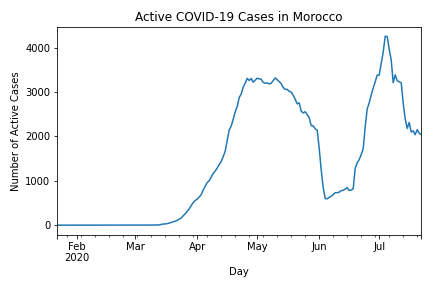 Active COVID-19 Cases in Morocco
Number of Active Cases
4000
3000
2000
1000
0
Feb Mar Apr May Jun Jul
2020
Day